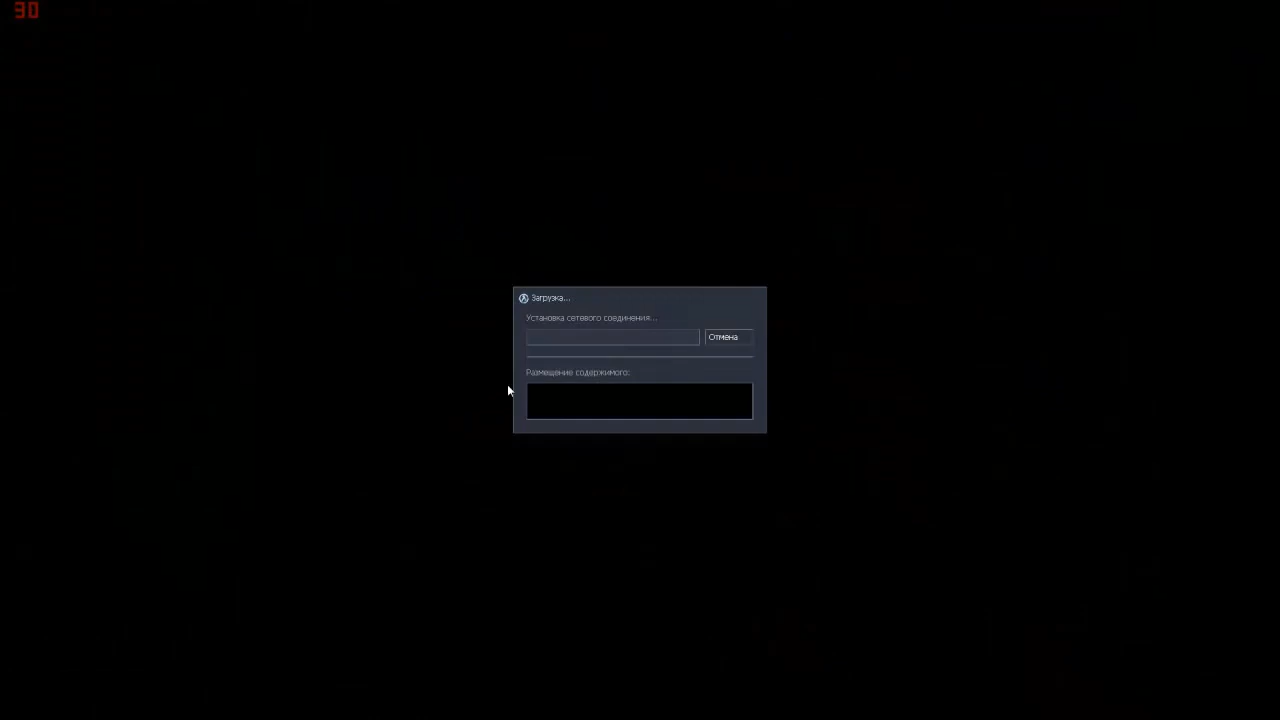 30
Загрузка...
Установка сетевого соединения...
Отмена
Размещение содержимого: